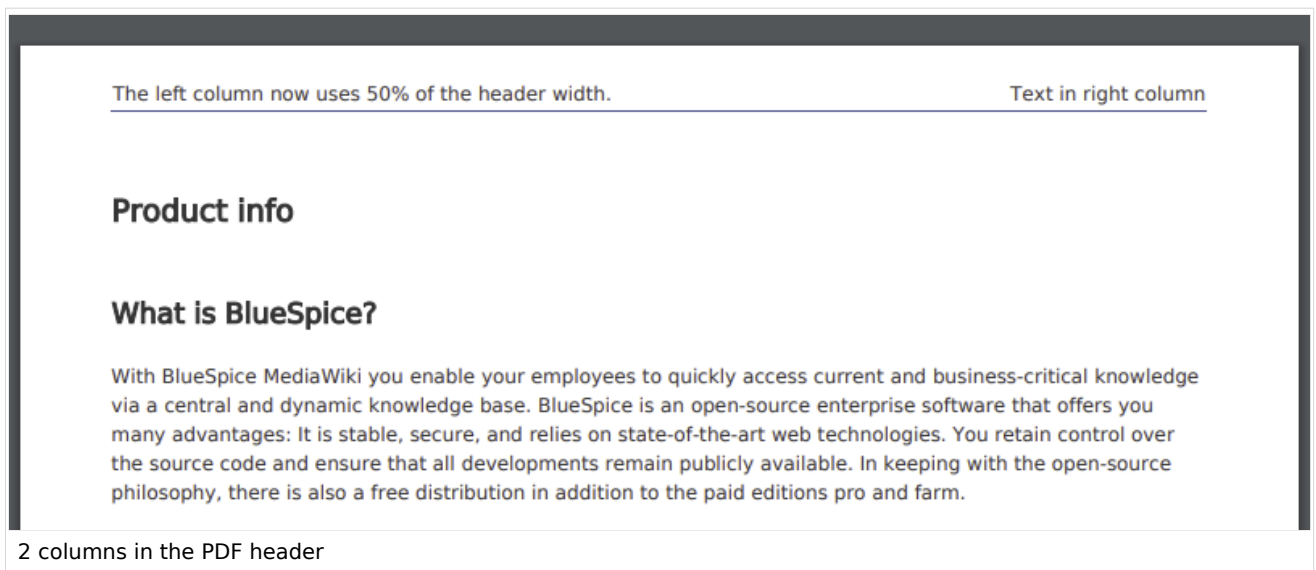 The left column now uses 50% of the header width. Text in right column
Product info
What is BlueSpice?
With BlueSpice MediaWiki you enable your employees to quickly access current and business-critical knowledge
via a central and dynamic knowledge base. BlueSpice is an open-source enterprise software that offers you
many advantages: It is stable, secure, and relies on state-of-the-art web technologies. You retain control over
the source code and ensure that all developments remain publicly available. In keeping with the open-source
philosophy, there is also a free distribution in addition to the paid editions pro and farm.
2 columns in the PDF header